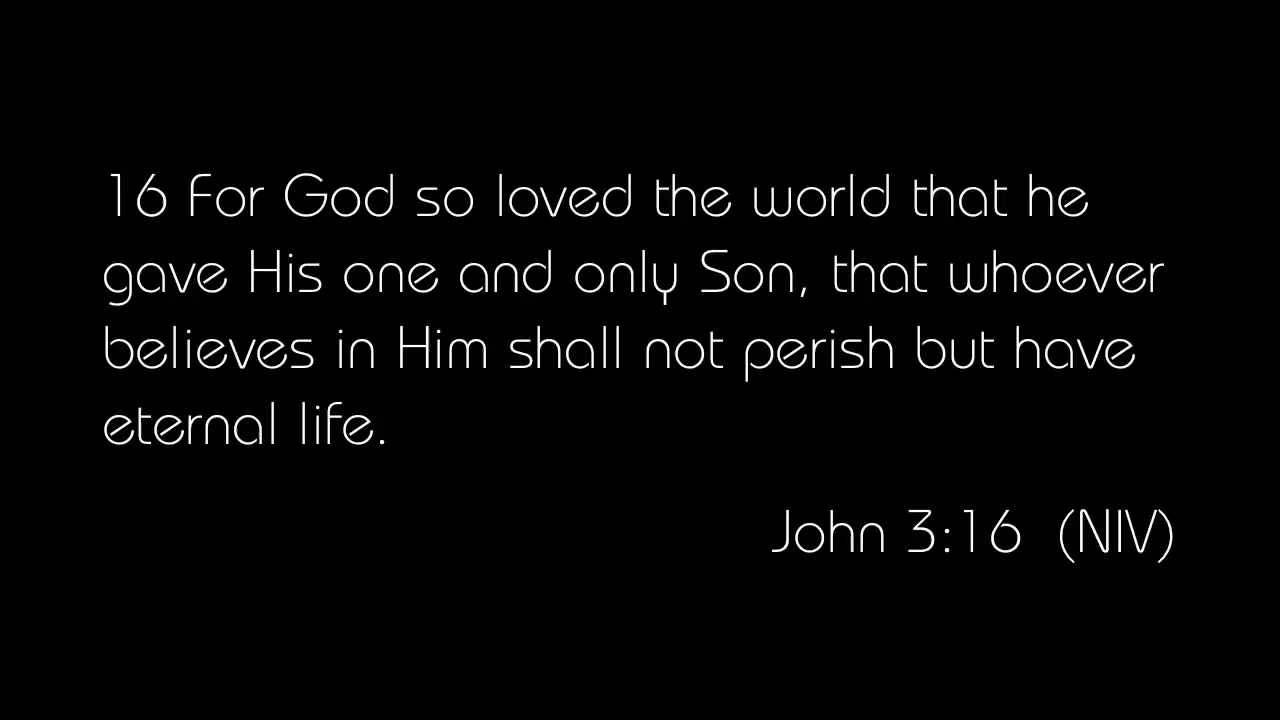 16 For God so loved the world that he
gave His one and only Son, that whoever
believes in Him shall not perish but have
eternal life.
John 3:16 (NIV)